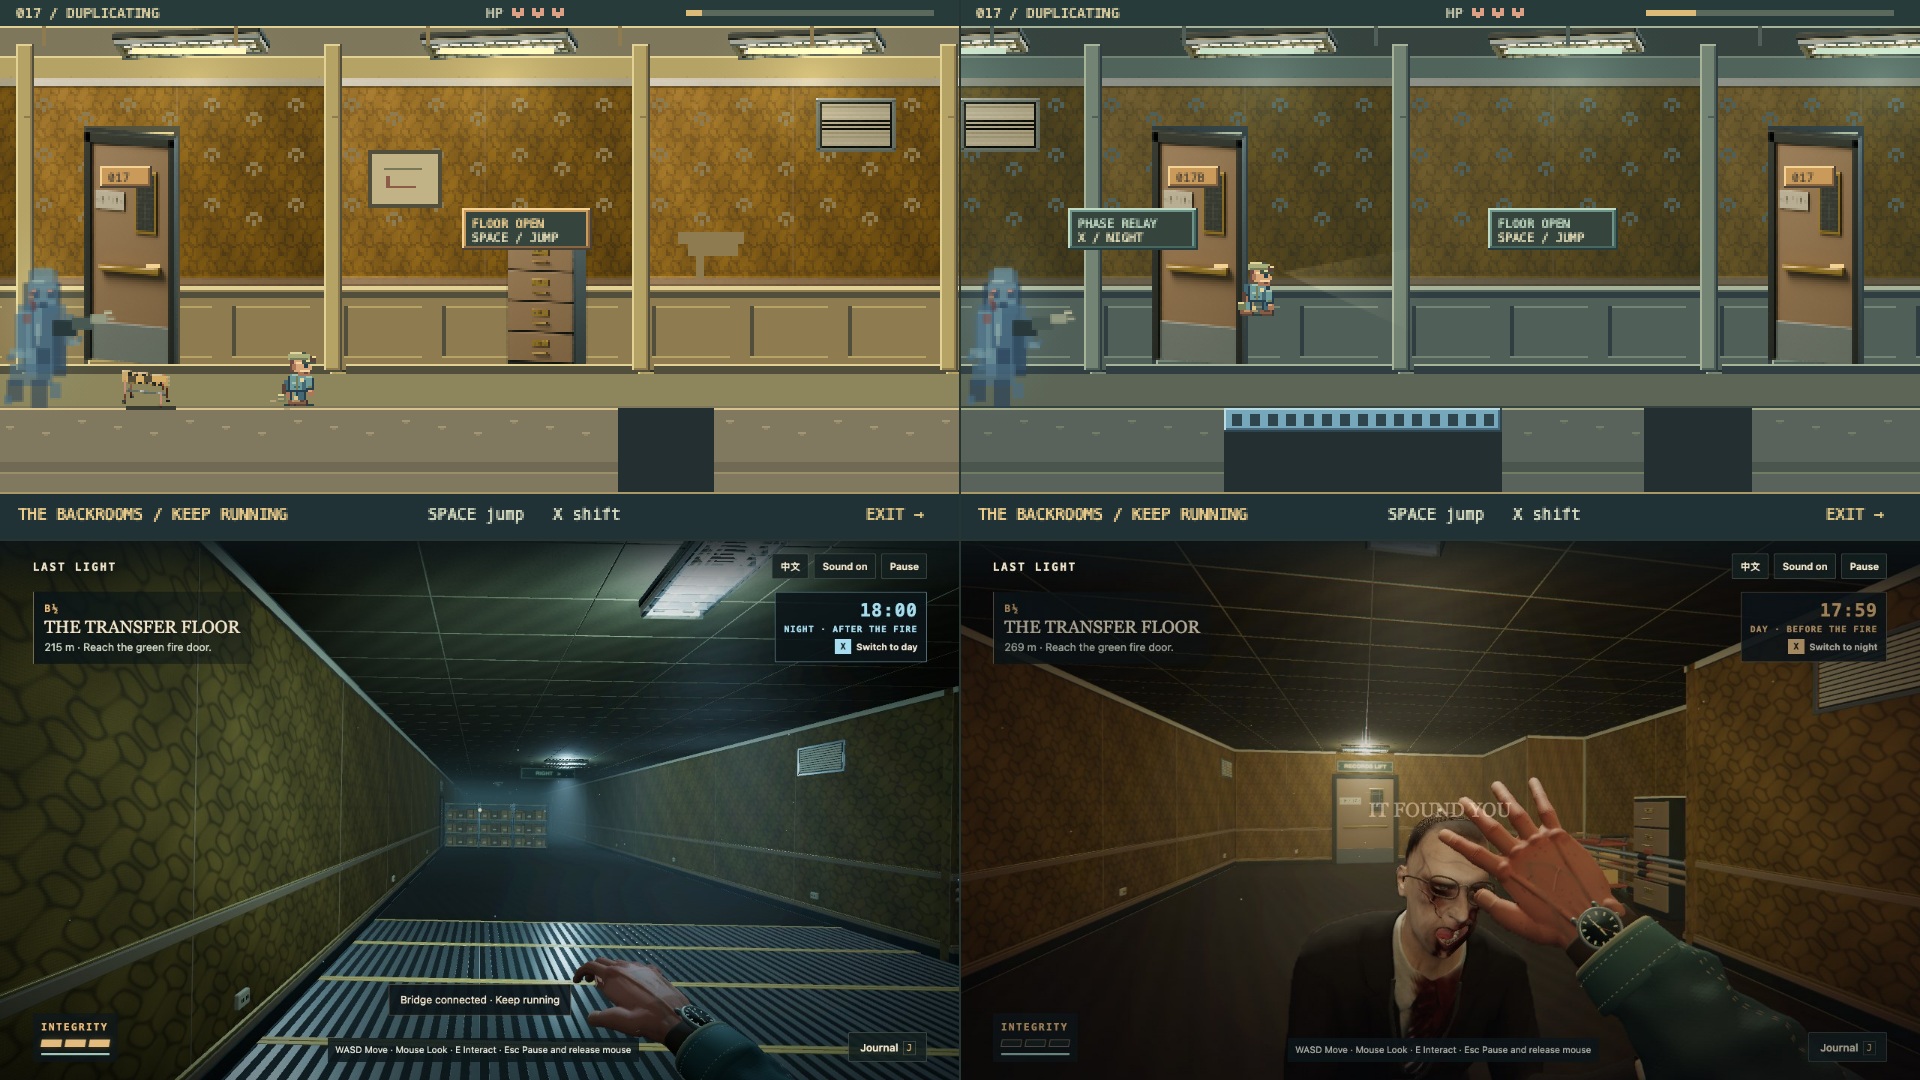 017 / DUPLICATING
HP
017
FLOOR OPEN
SPACE / JUMP
THE BACKROOMS / KEEP RUNNING
SPACE jump X shift
EXIT →
017 / DUPLICATING
HP
017B
017
PHASE RELAY
X / NIGHT
FLOOR OPEN
SPACE / JUMP
THE BACKROOMS / KEEP RUNNING
SPACE jump X shift
EXIT →
LAST LIGHT
中文 Sound on Pause
B½
THE TRANSFER FLOOR
215 m · Reach the green fire door.
18:00
NIGHT · AFTER THE FIRE
X Switch to day
Bridge connected · Keep running
INTEGRITY
WASD Move · Mouse Look · E Interact · Esc Pause and release mouse
Journal J
LAST LIGHT
中文 Sound on Pause
B½
THE TRANSFER FLOOR
269 m · Reach the green fire door.
17:59
DAY · BEFORE THE FIRE
X Switch to night
RECORDS LIFT
IT FOUND YOU
INTEGRITY
WASD Move · Mouse Look · E Interact · Esc Pause and release mouse
Journal J